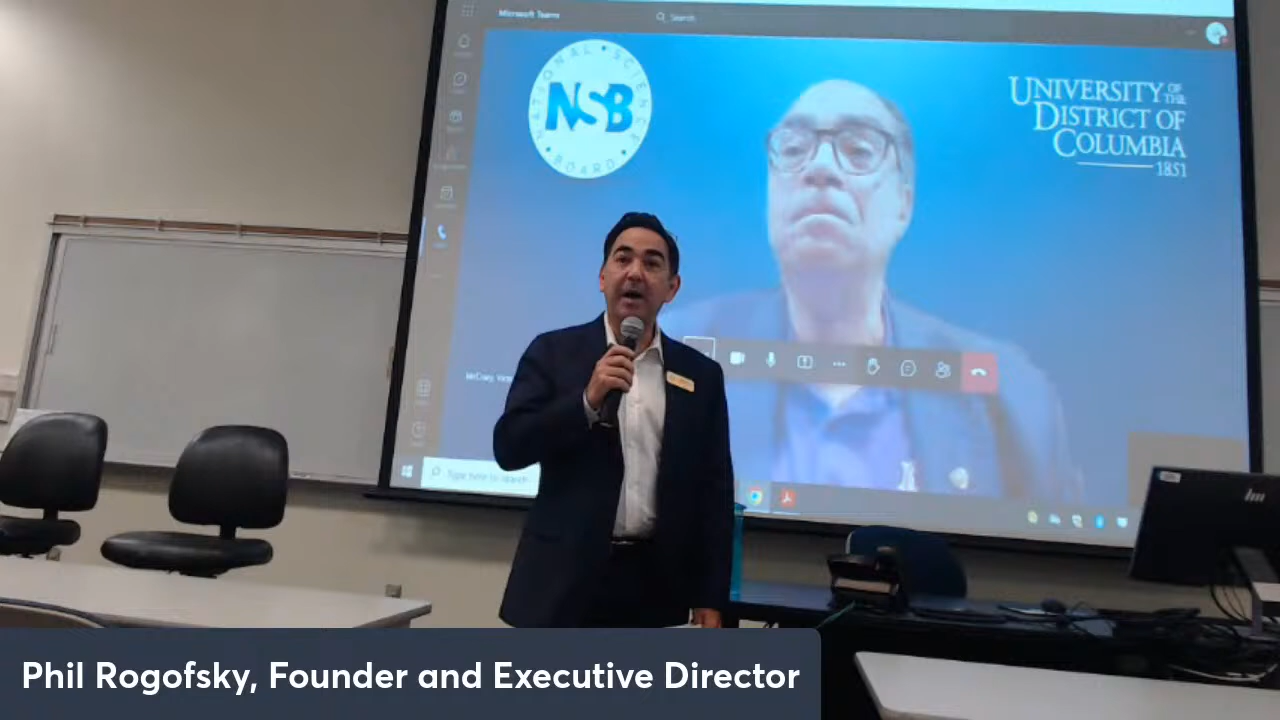 Microsoft Teams
Search
NATIONAL SCIENCE BOARD
NSB
UNIVERSITY OF THE
DISTRICT OF
COLUMBIA
1851
Type here to search
hp
Phil Rogofsky, Founder and Executive Director